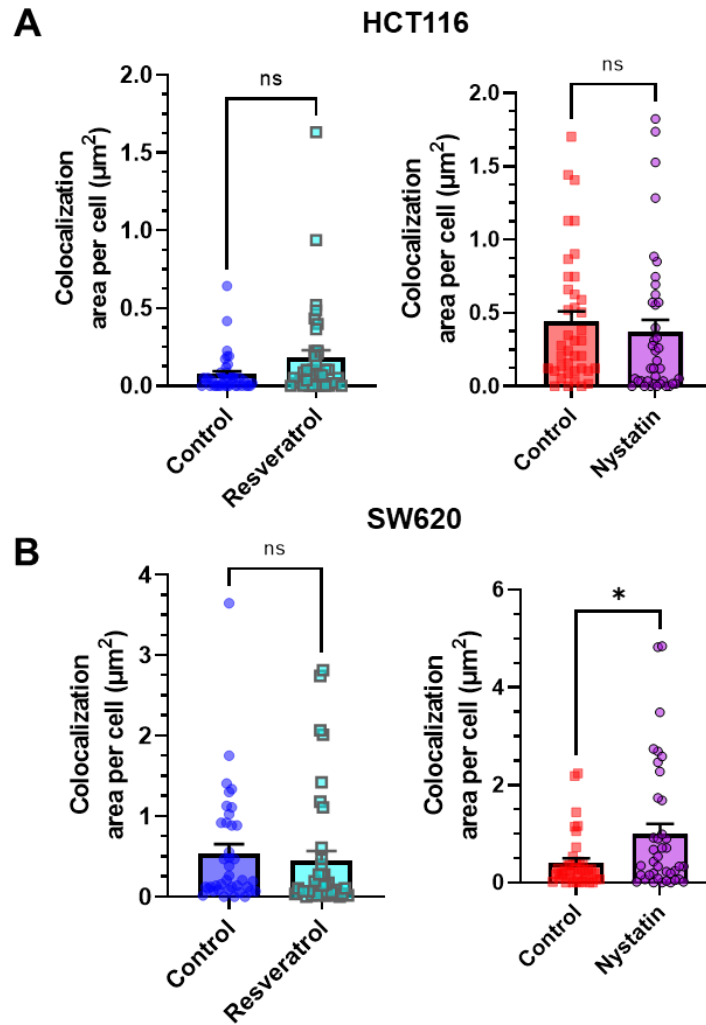 A
HCT116
Colocalization
area per cell (µm²)
2.0
1.5
1.0
0.5
0.0
ns
Control
Resveratrol
Colocalization
area per cell (µm²)
2.0
1.5
1.0
0.5
0.0
ns
Control
Nystatin
SW620
B
Colocalization
area per cell (µm²)
4
3
2
1
0
ns
Control
Resveratrol
Colocalization
area per cell (µm²)
6
4
2
0
*
Control
Nystatin